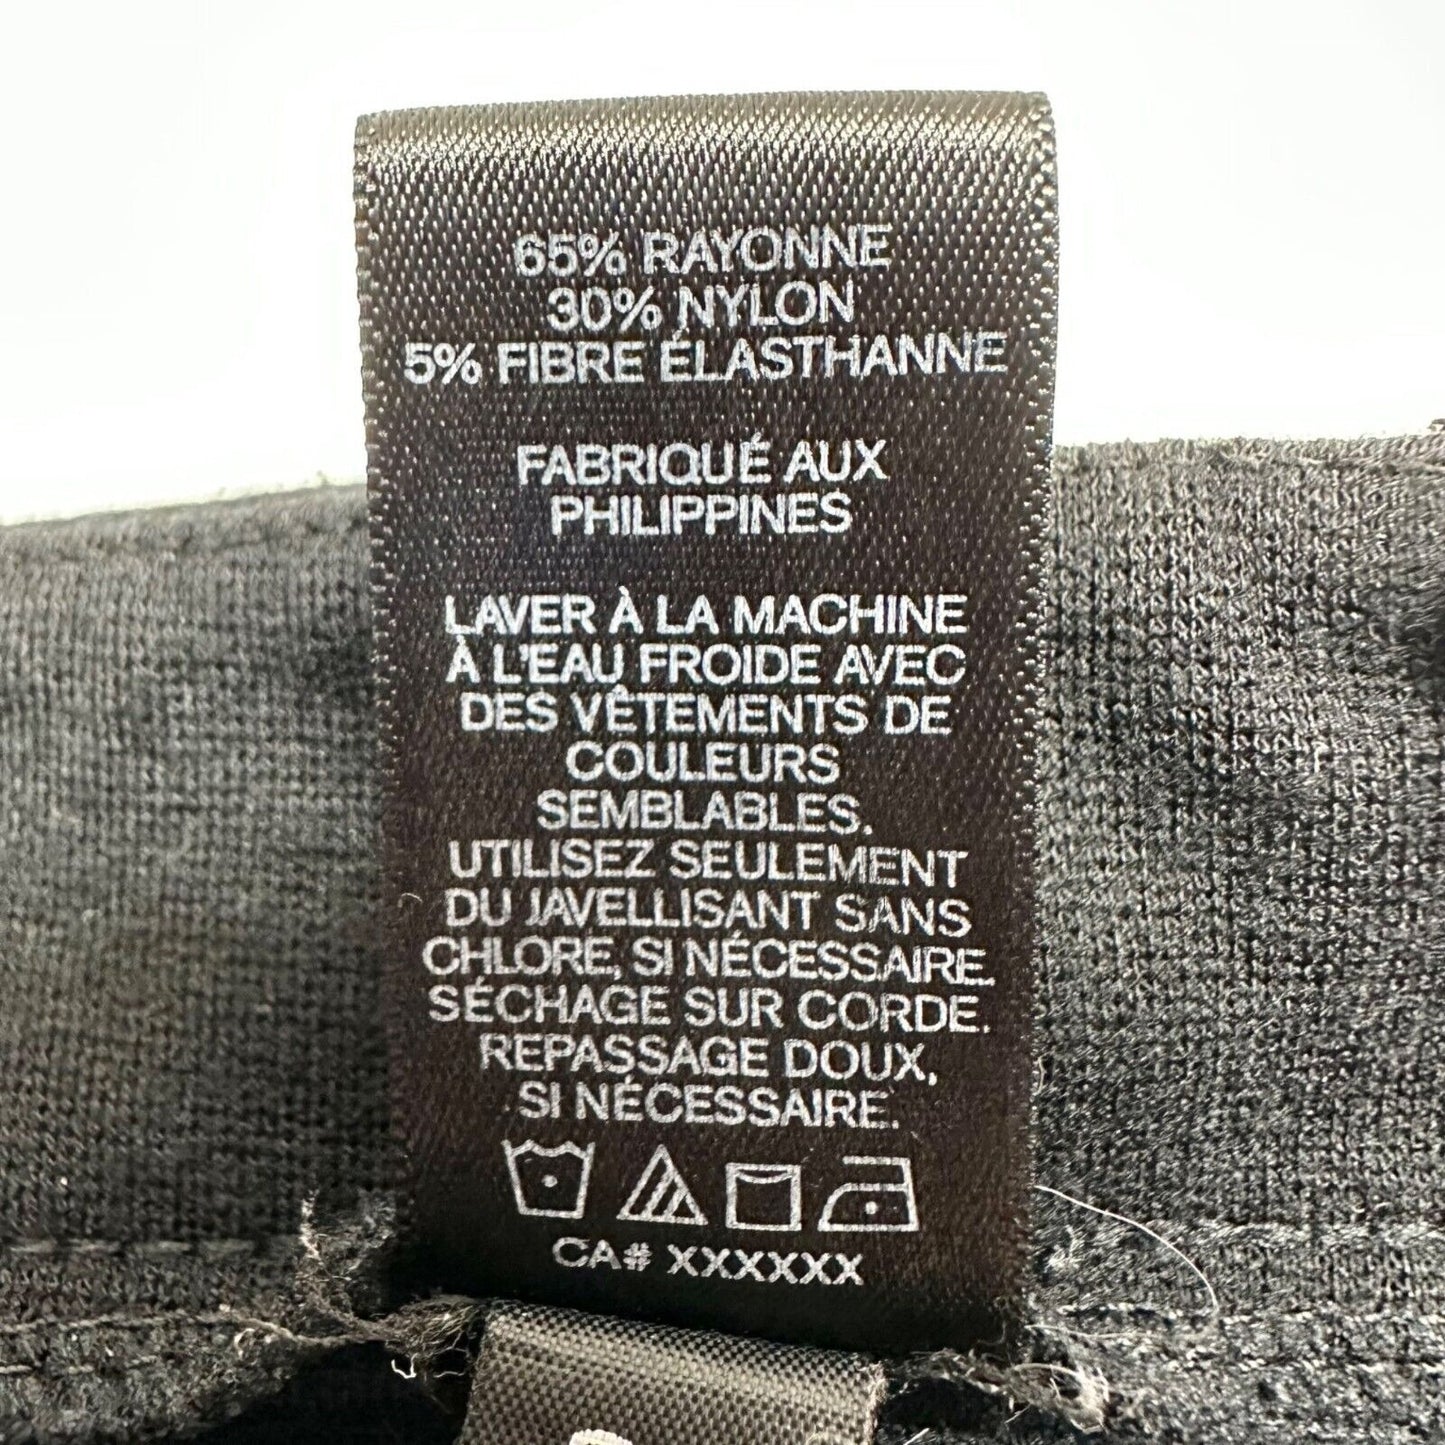 65% RAYONNE
30% NYLON
5% FIBRE ÉLASTHANNE
FABRIQUÉ AUX
PHILIPPINES
LAVER À LA MACHINE
À L'EAU FROIDE AVEC
DES VÊTEMENTS DE
COULEURS
SEMBLABLES.
UTILISEZ SEULEMENT
DU JAVELLISANT SANS
CHLORE, SI NÉCESSAIRE.
SÉCHAGE SUR CORDE.
REPASSAGE DOUX,
SI NÉCESSAIRE.
CA# XXXXXX